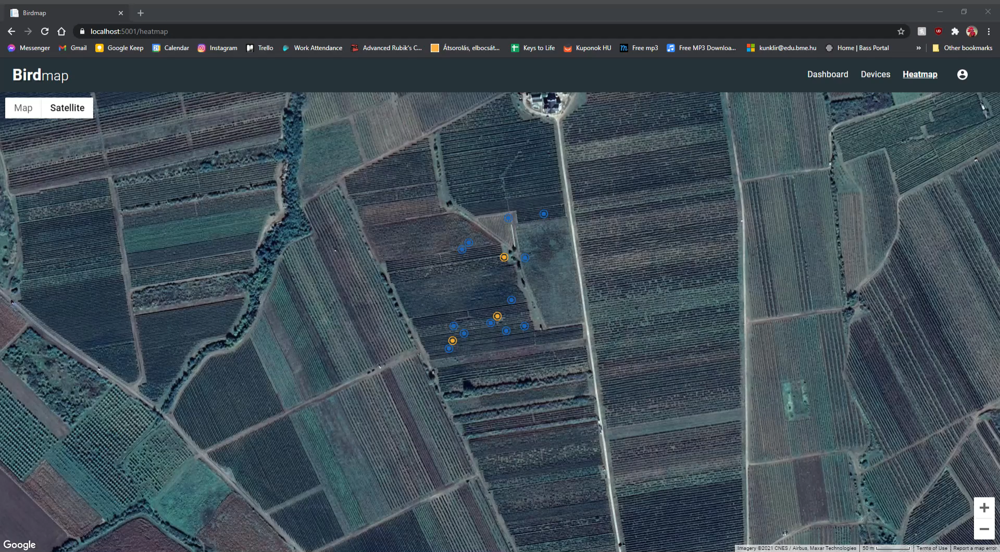 Birdmap
localhost:5001/heatmap
Messenger
Gmail
Google Keep
31 Calendar
Instagram
Trello
Work Attendance
Advanced Rubik's C...
Átsorolás, elbocsát...
Keys to Life
Kuponok HU
m Free mp3
Free MP3 Downloa...
kunklir@edu.bme.hu
Home | Bass Portal
»
Other bookmarks
Birdmap
Dashboard
Devices
Heatmap
Map
Satellite
Google
Imagery ©2021 CNES / Airbus, Maxar Technologies
50 m
Terms of Use
Report a map error